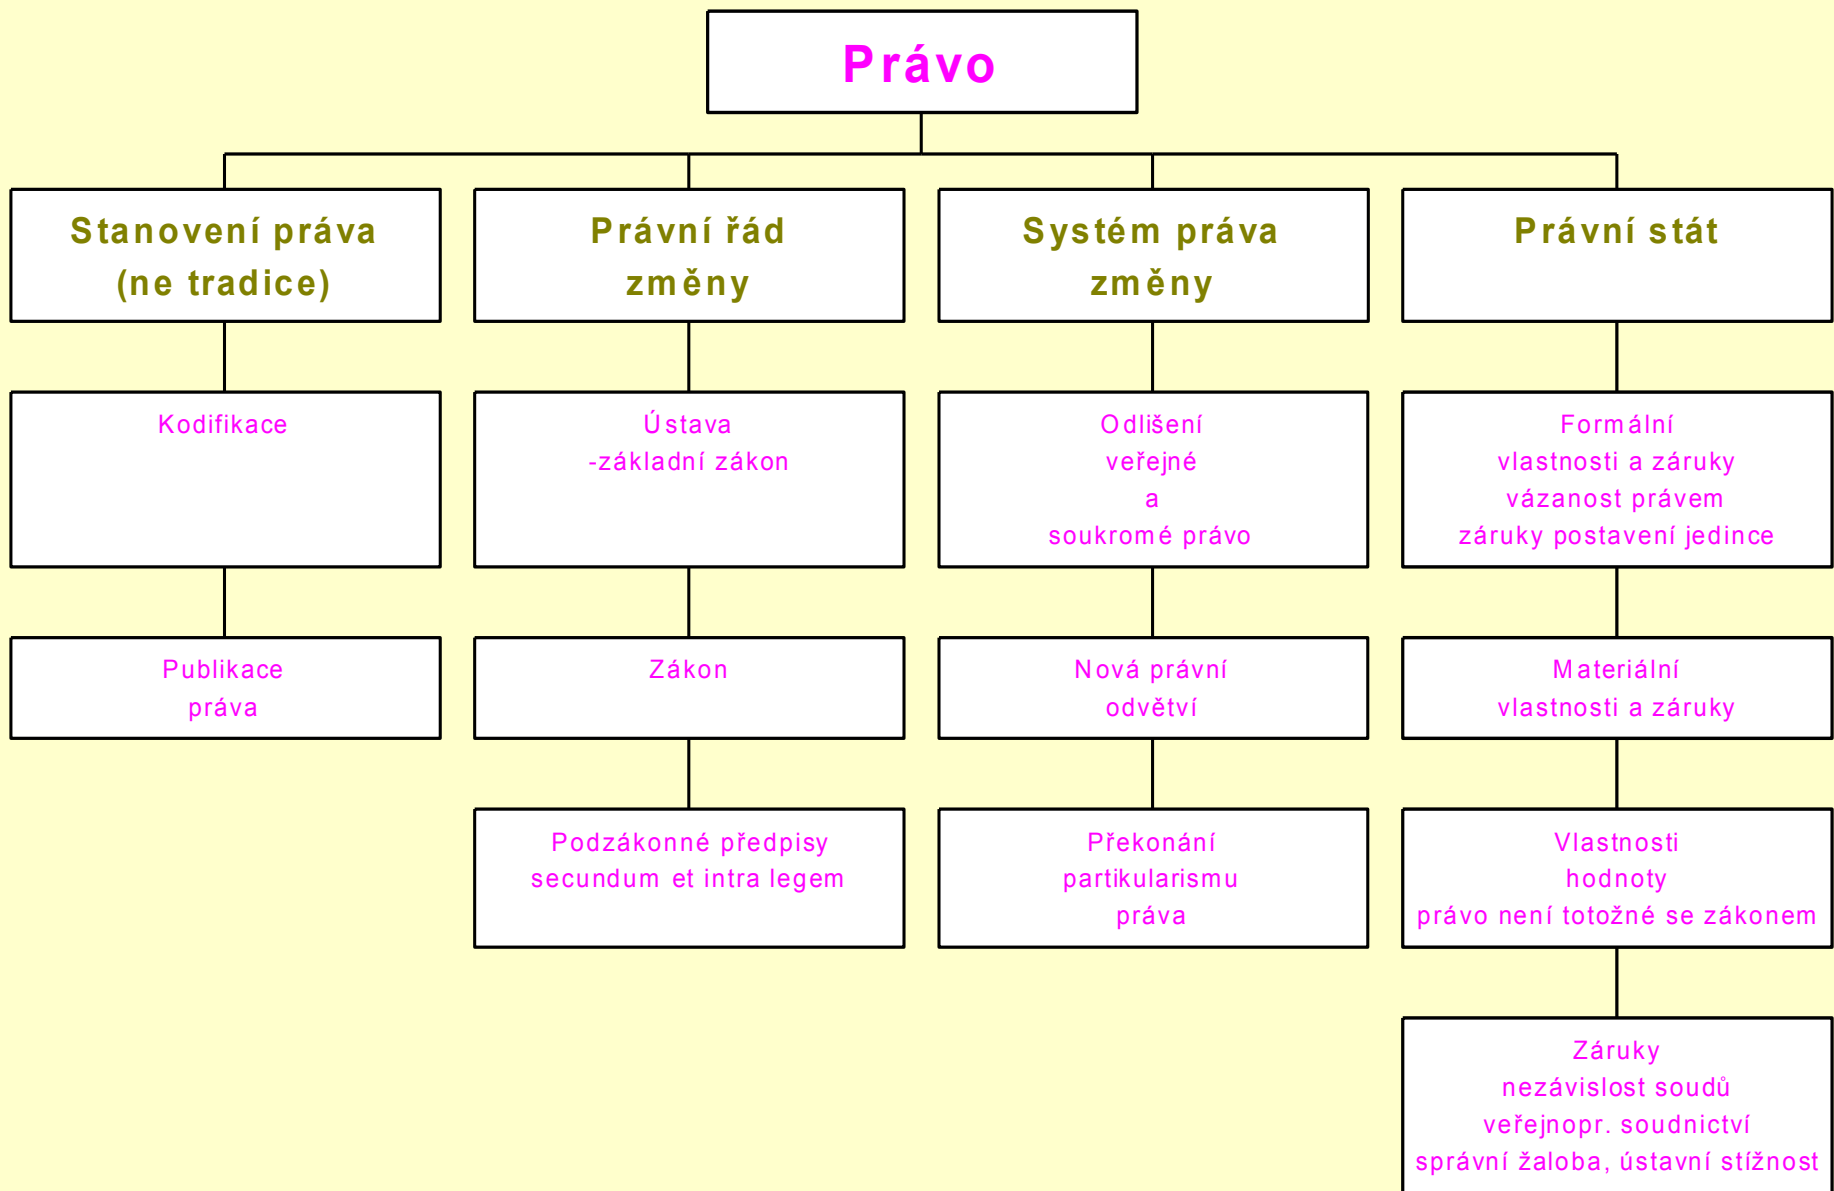 Právo
Stanovení práva
(ne tradice)
Právní řád
změny
Systém práva
změny
Právní stát
Kodifikace
Ústava
-základní zákon
Odlišení
veřejné
a
soukromé právo
Formální
vlastnosti a záruky
vázanost právem
záruky postavení jedince
Publikace
práva
Zákon
Nová právní
odvětví
Materiální
vlastnosti a záruky
Podzákonné předpisy
secundum et intra legem
Překonání
partikularismu
práva
Vlastnosti
hodnoty
právo není totožné se zákonem
Záruky
nezávislost soudů
veřejnopr. soudnictví
správní žaloba, ústavní stížnost